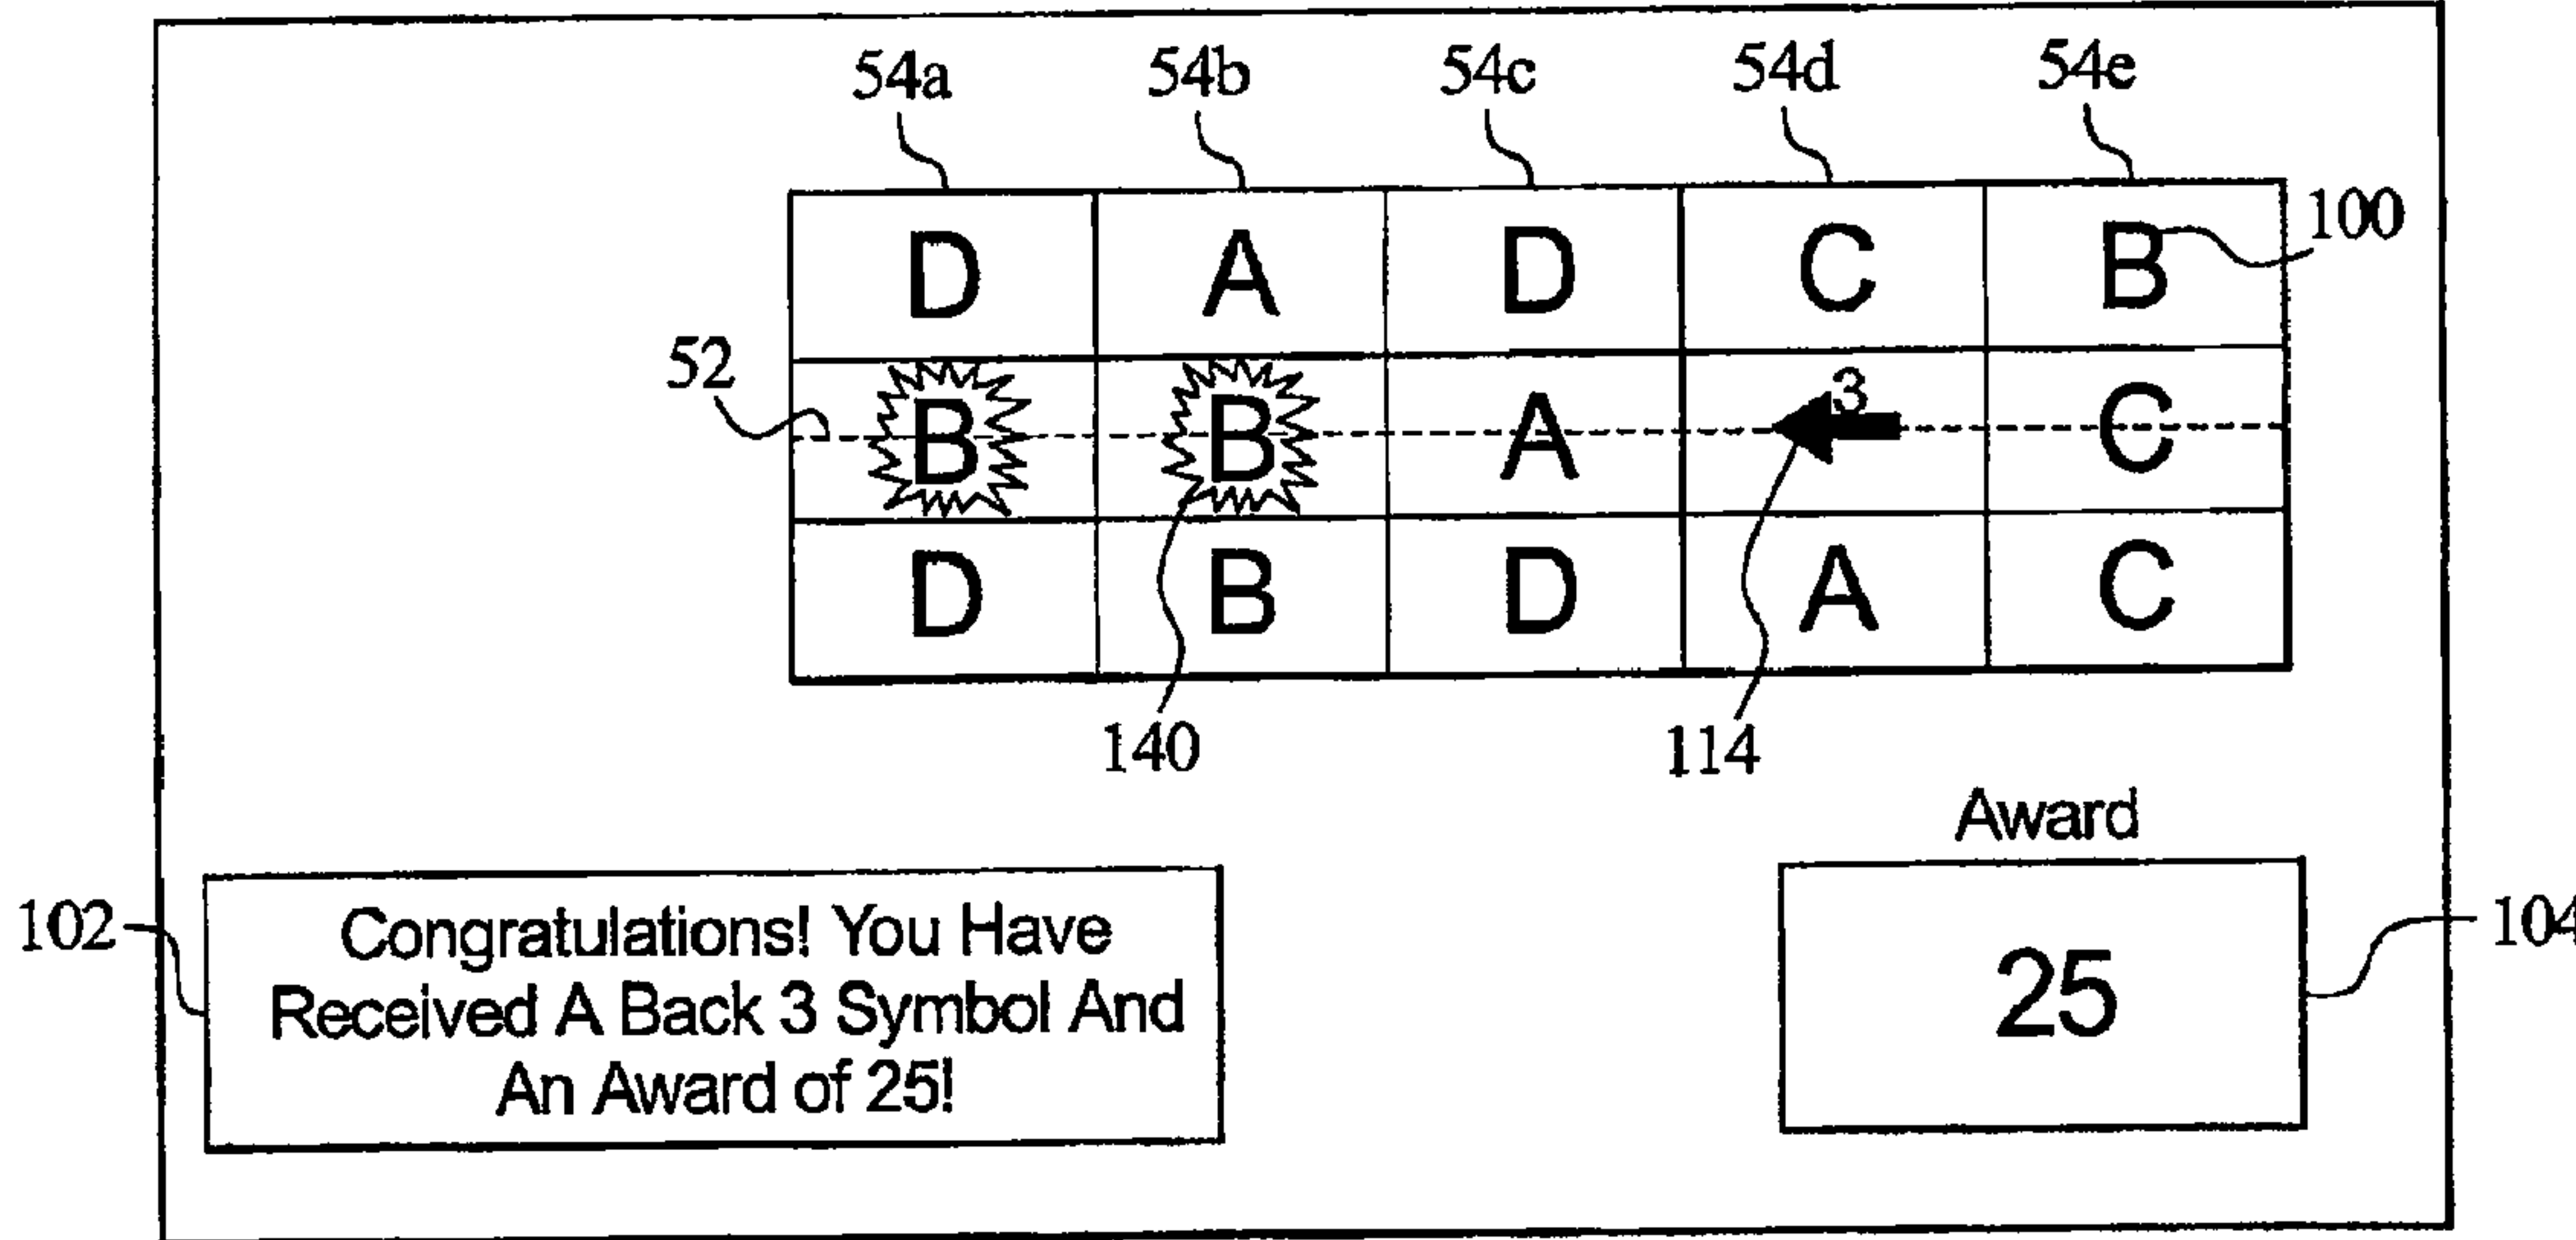 54a 54b 54c 54d 54e
D A D C B 100
52
B B A 3 C
D B D A C
140 114
Award
102 Congratulations! You Have
Received A Back 3 Symbol And
An Award of 25!
25 104